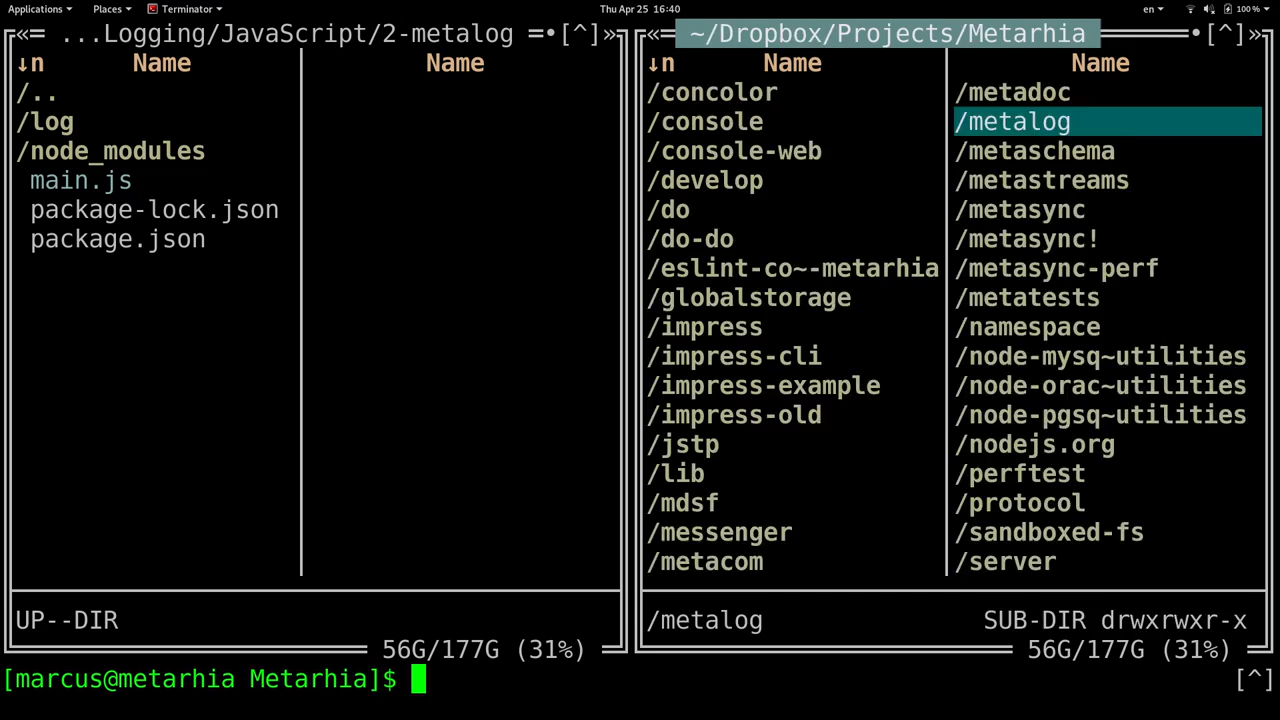 Applications Places Terminator Thu Apr 25 16:40 en 100 %
«═ ...Logging/JavaScript/2-metalog ═•[^]»
↓n Name Name
/..
/log
/node_modules
main.js
package-lock.json
package.json
UP--DIR
56G/177G (31%)
«═ ~/Dropbox/Projects/Metarhia ═•[^]»
↓n Name Name
/concolor /metadoc
/console /metalog
/console-web /metaschema
/develop /metastreams
/do /metasync
/do-do /metasync!
/eslint-co~-metarhia /metasync-perf
/globalstorage /metatests
/impress /namespace
/impress-cli /node-mysq~utilities
/impress-example /node-orac~utilities
/impress-old /node-pgsq~utilities
/jstp /nodejs.org
/lib /perftest
/mdsf /protocol
/messenger /sandboxed-fs
/metacom /server
/metalog SUB-DIR drwxrwxr-x
56G/177G (31%)
[marcus@metarhia Metarhia]$ [^]